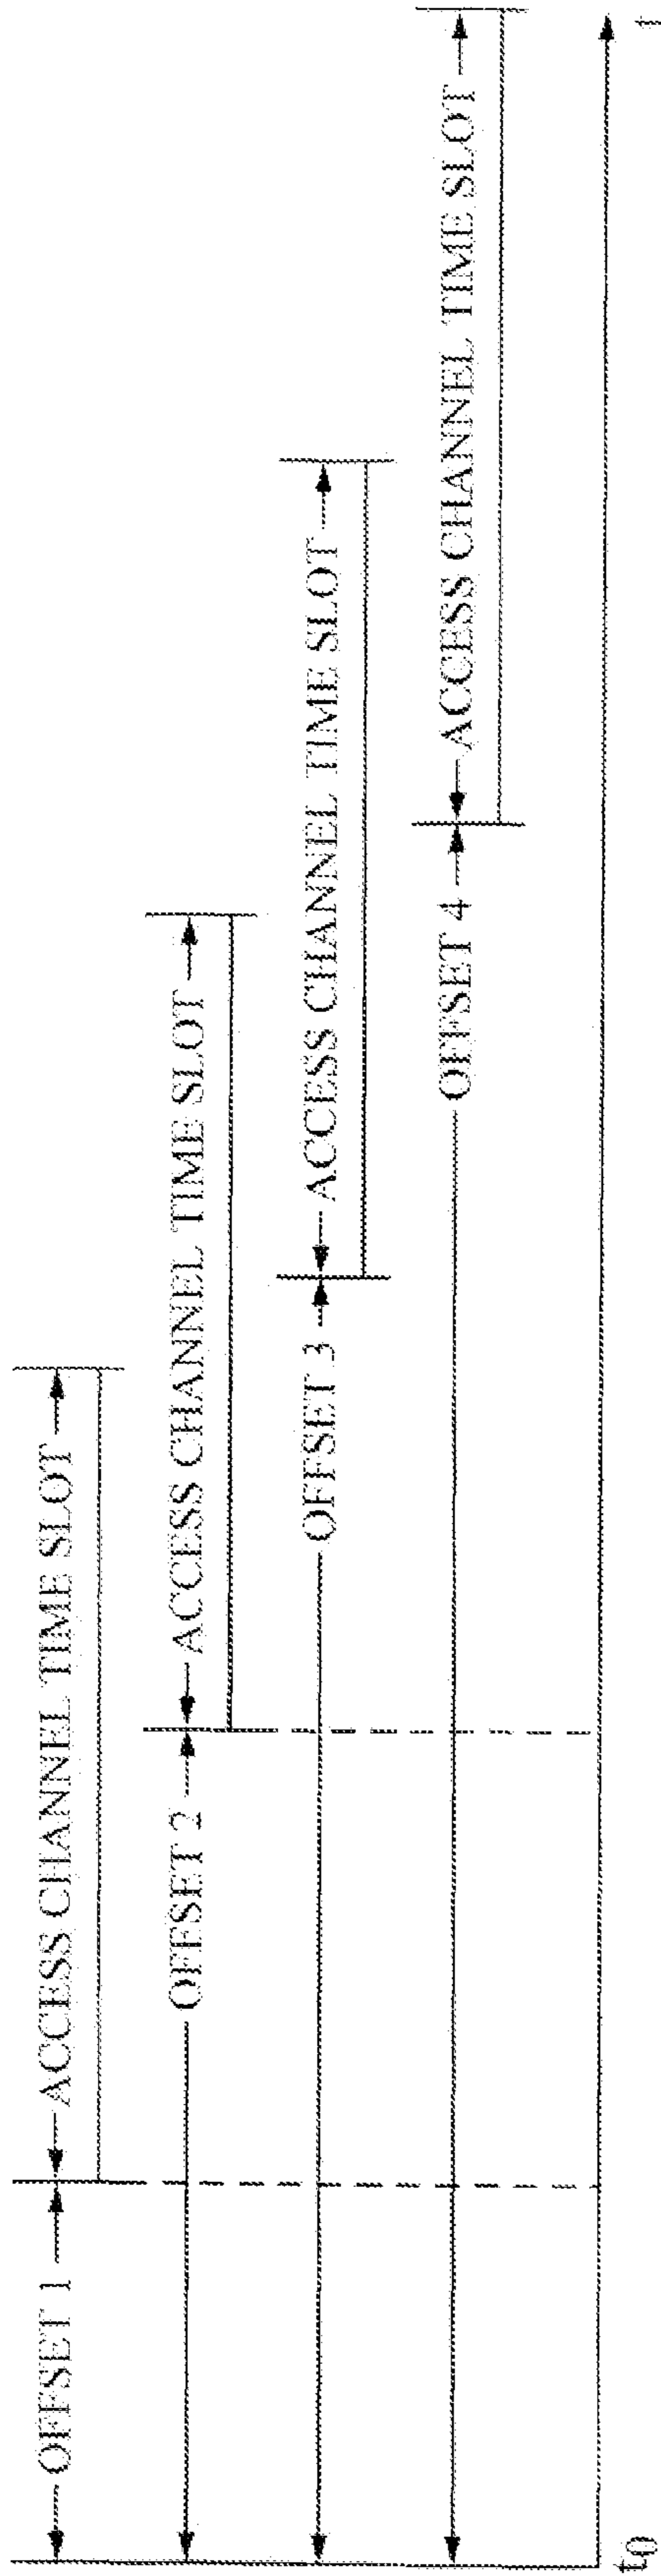 OFFSET 1 ACCESS CHANNEL TIME SLOT
OFFSET 2 ACCESS CHANNEL TIME SLOT
OFFSET 3 ACCESS CHANNEL TIME SLOT
OFFSET 4 ACCESS CHANNEL TIME SLOT
t0 t